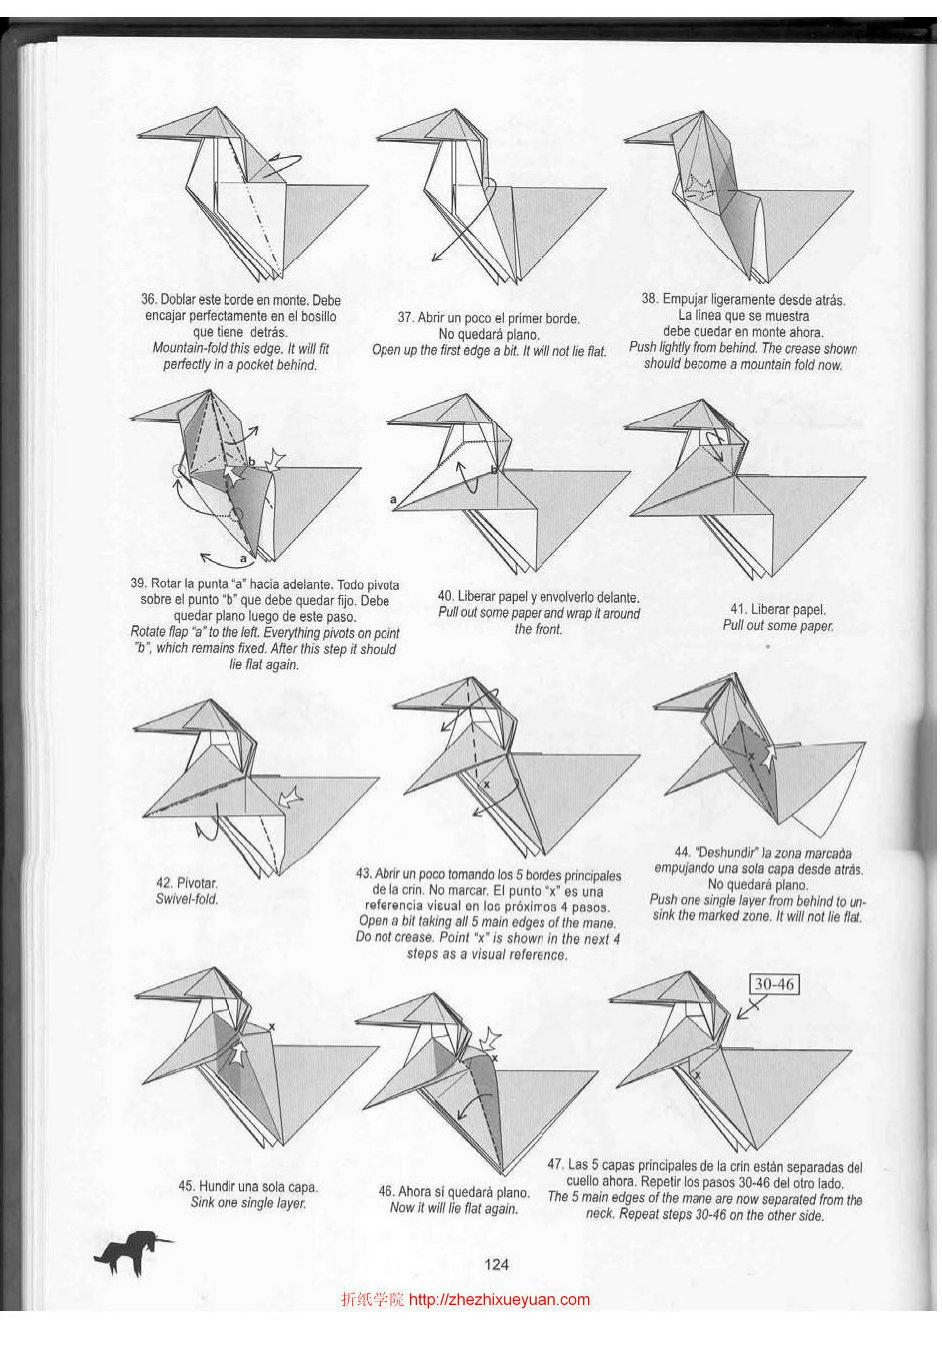 36. Doblar este borde en monte. Debe
encajar perfectamente en el bosillo
que tiene detrás.
Mountain-fold this edge. It will fit
perfectly in a pocket behind.
37. Abrir un poco el primer borde.
No quedará plano.
Open up the first edge a bit. It will not lie flat.
38. Empujar ligeramente desde atrás.
La linea que se muestra
debe cuedar en monte ahora.
Push lightly from behind. The crease shown
should become a mountain fold now.
b
a
39. Rotar la punta "a" hacia adelante. Todo pivota
sobre el punto "b" que debe quedar fijo. Debe
quedar plano luego de este paso.
Rotate flap "a" to the left. Everything pivots on point
"b", which remains fixed. After this step it should
lie flat again.
b
a
40. Liberar papel y envolverlo delante.
Pull out some paper and wrap it around
the front.
41. Liberar papel.
Pull out some paper.
42. Pivotar.
Swivel-fold.
x
43. Abrir un poco tomando los 5 bordes principales
de la crin. No marcar. El punto "x" es una
referencia visual en los próximos 4 pasos.
Open a bit taking all 5 main edges of the mane.
Do not crease. Point "x" is shown in the next 4
steps as a visual reference.
x
44. "Deshundir" la zona marcada
empujando una sola capa desde atrás.
No quedará plano.
Push one single layer from behind to un-
sink the marked zone. It will not lie flat.
x
45. Hundir una sola capa.
Sink one single layer.
x
46. Ahora sí quedará plano.
Now it will lie flat again.
30-46
x
47. Las 5 capas principales de la crin están separadas del
cuello ahora. Repetir los pasos 30-46 del otro lado.
The 5 main edges of the mane are now separated from the
neck. Repeat steps 30-46 on the other side.
124
折纸学院 http://zhezhixueyuan.com